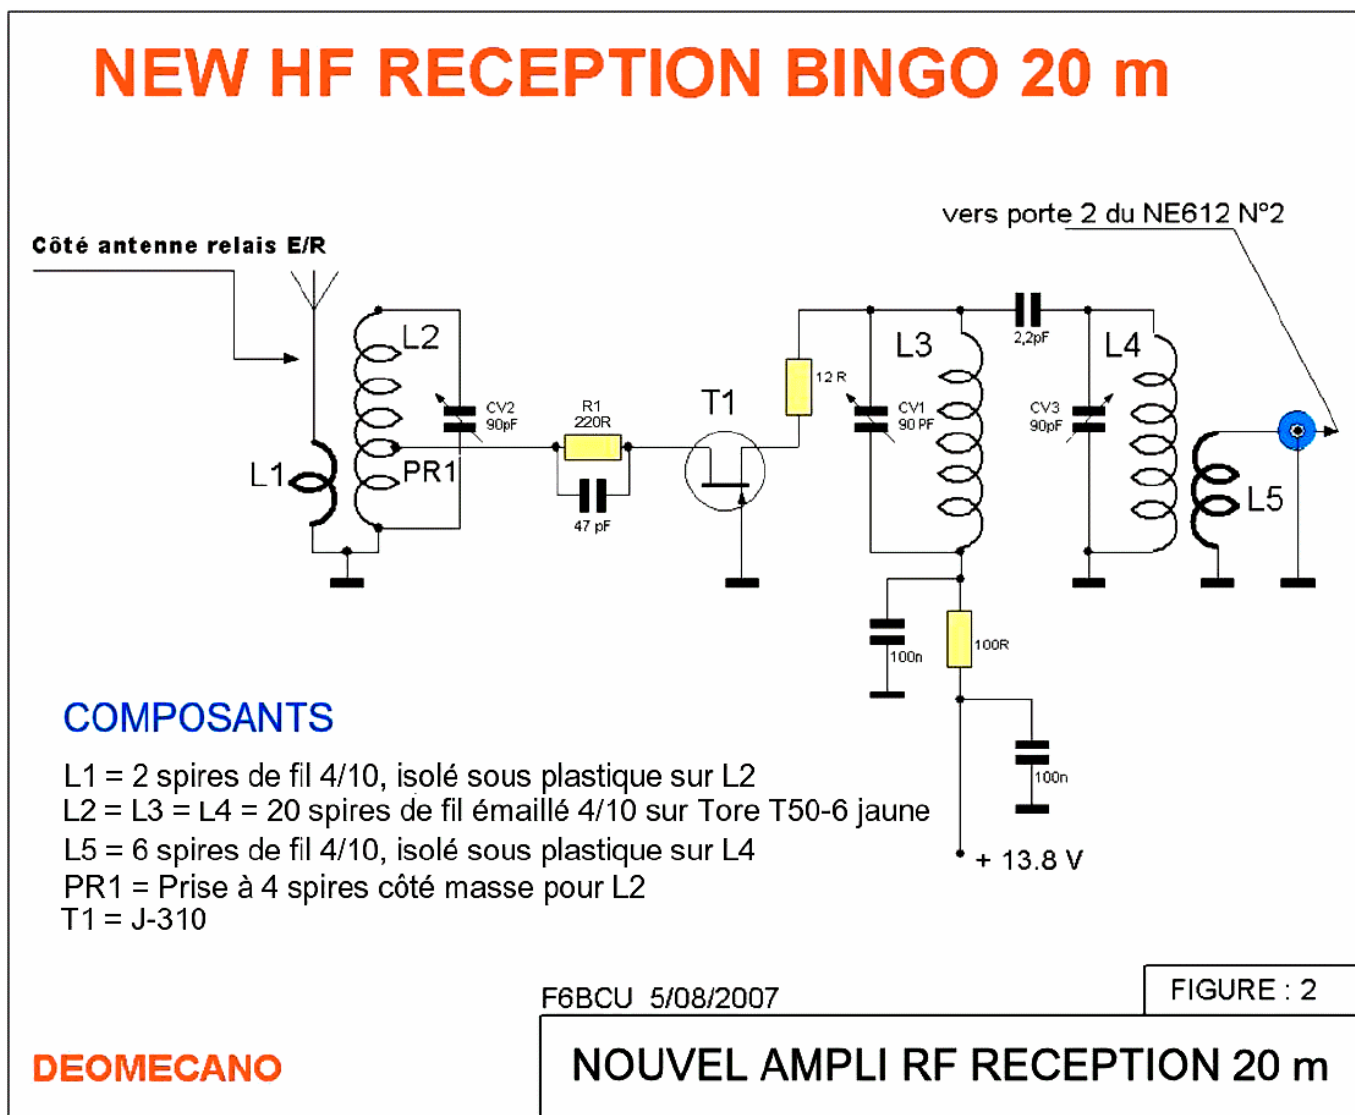 NEW HF RECEPTION BINGO 20 m
vers porte 2 du NE612 N°2
Côté antenne relais E/R
L2
CV2
90pF
R1
220R
T1
12 R
L3
CV1
90 PF
2,2pF
L4
CV3
90pF
L1
PR1
47 pF
L5
100n
100R
100n
+ 13.8 V
COMPOSANTS
L1 = 2 spires de fil 4/10, isolé sous plastique sur L2
L2 = L3 = L4 = 20 spires de fil émaillé 4/10 sur Tore T50-6 jaune
L5 = 6 spires de fil 4/10, isolé sous plastique sur L4
PR1 = Prise à 4 spires côté masse pour L2
T1 = J-310
F6BCU 5/08/2007
FIGURE : 2
DEOMECANO
NOUVEL AMPLI RF RECEPTION 20 m